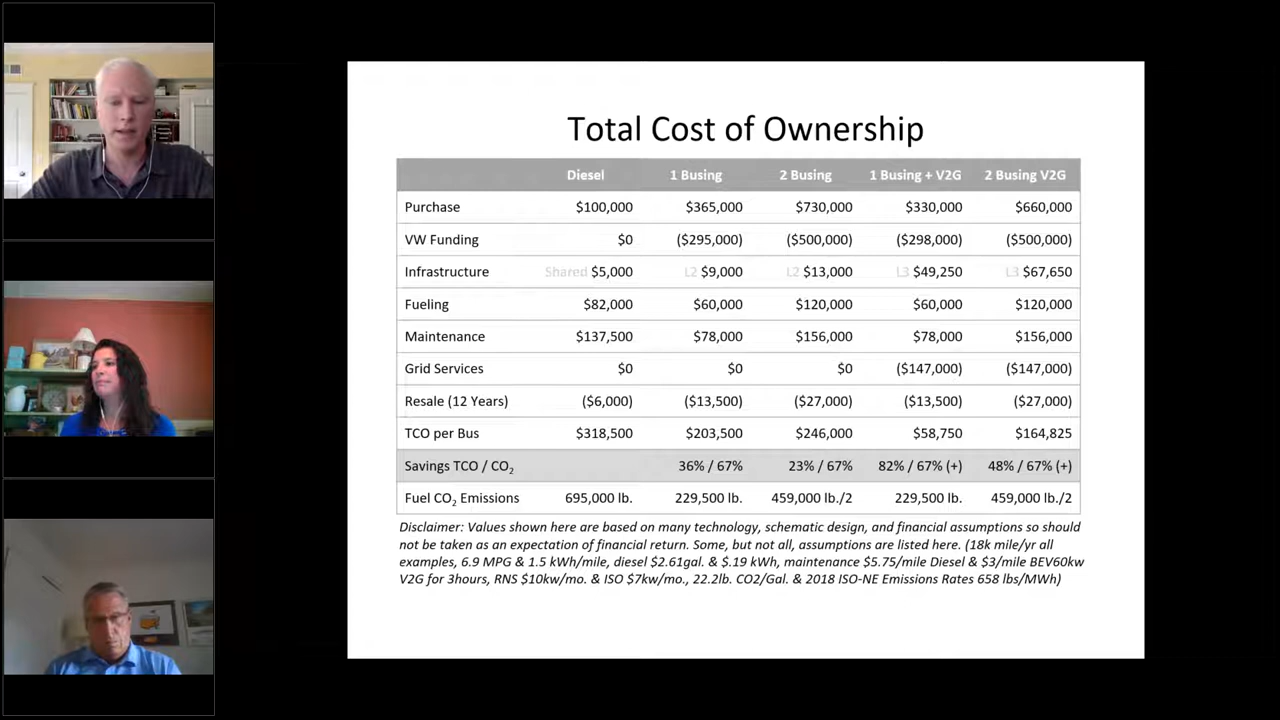 Total Cost of Ownership
Diesel 1 Busing 2 Busing 1 Busing + V2G 2 Busing V2G
Purchase $100,000 $365,000 $730,000 $330,000 $660,000
VW Funding $0 ($295,000) ($500,000) ($298,000) ($500,000)
Infrastructure Shared $5,000 L2 $9,000 L2 $13,000 L3 $49,250 L3 $67,650
Fueling $82,000 $60,000 $120,000 $60,000 $120,000
Maintenance $137,500 $78,000 $156,000 $78,000 $156,000
Grid Services $0 $0 $0 ($147,000) ($147,000)
Resale (12 Years) ($6,000) ($13,500) ($27,000) ($13,500) ($27,000)
TCO per Bus $318,500 $203,500 $246,000 $58,750 $164,825
Savings TCO / CO₂ 36% / 67% 23% / 67% 82% / 67% (+) 48% / 67% (+)
Fuel CO₂ Emissions 695,000 lb. 229,500 lb. 459,000 lb./2 229,500 lb. 459,000 lb./2
Disclaimer: Values shown here are based on many technology, schematic design, and financial assumptions so should
not be taken as an expectation of financial return. Some, but not all, assumptions are listed here. (18k mile/yr all
examples, 6.9 MPG & 1.5 kWh/mile, diesel $2.61gal. & $.19 kWh, maintenance $5.75/mile Diesel & $3/mile BEV60kw
V2G for 3hours, RNS $10kw/mo. & ISO $7kw/mo., 22.2lb. CO2/Gal. & 2018 ISO-NE Emissions Rates 658 lbs/MWh)